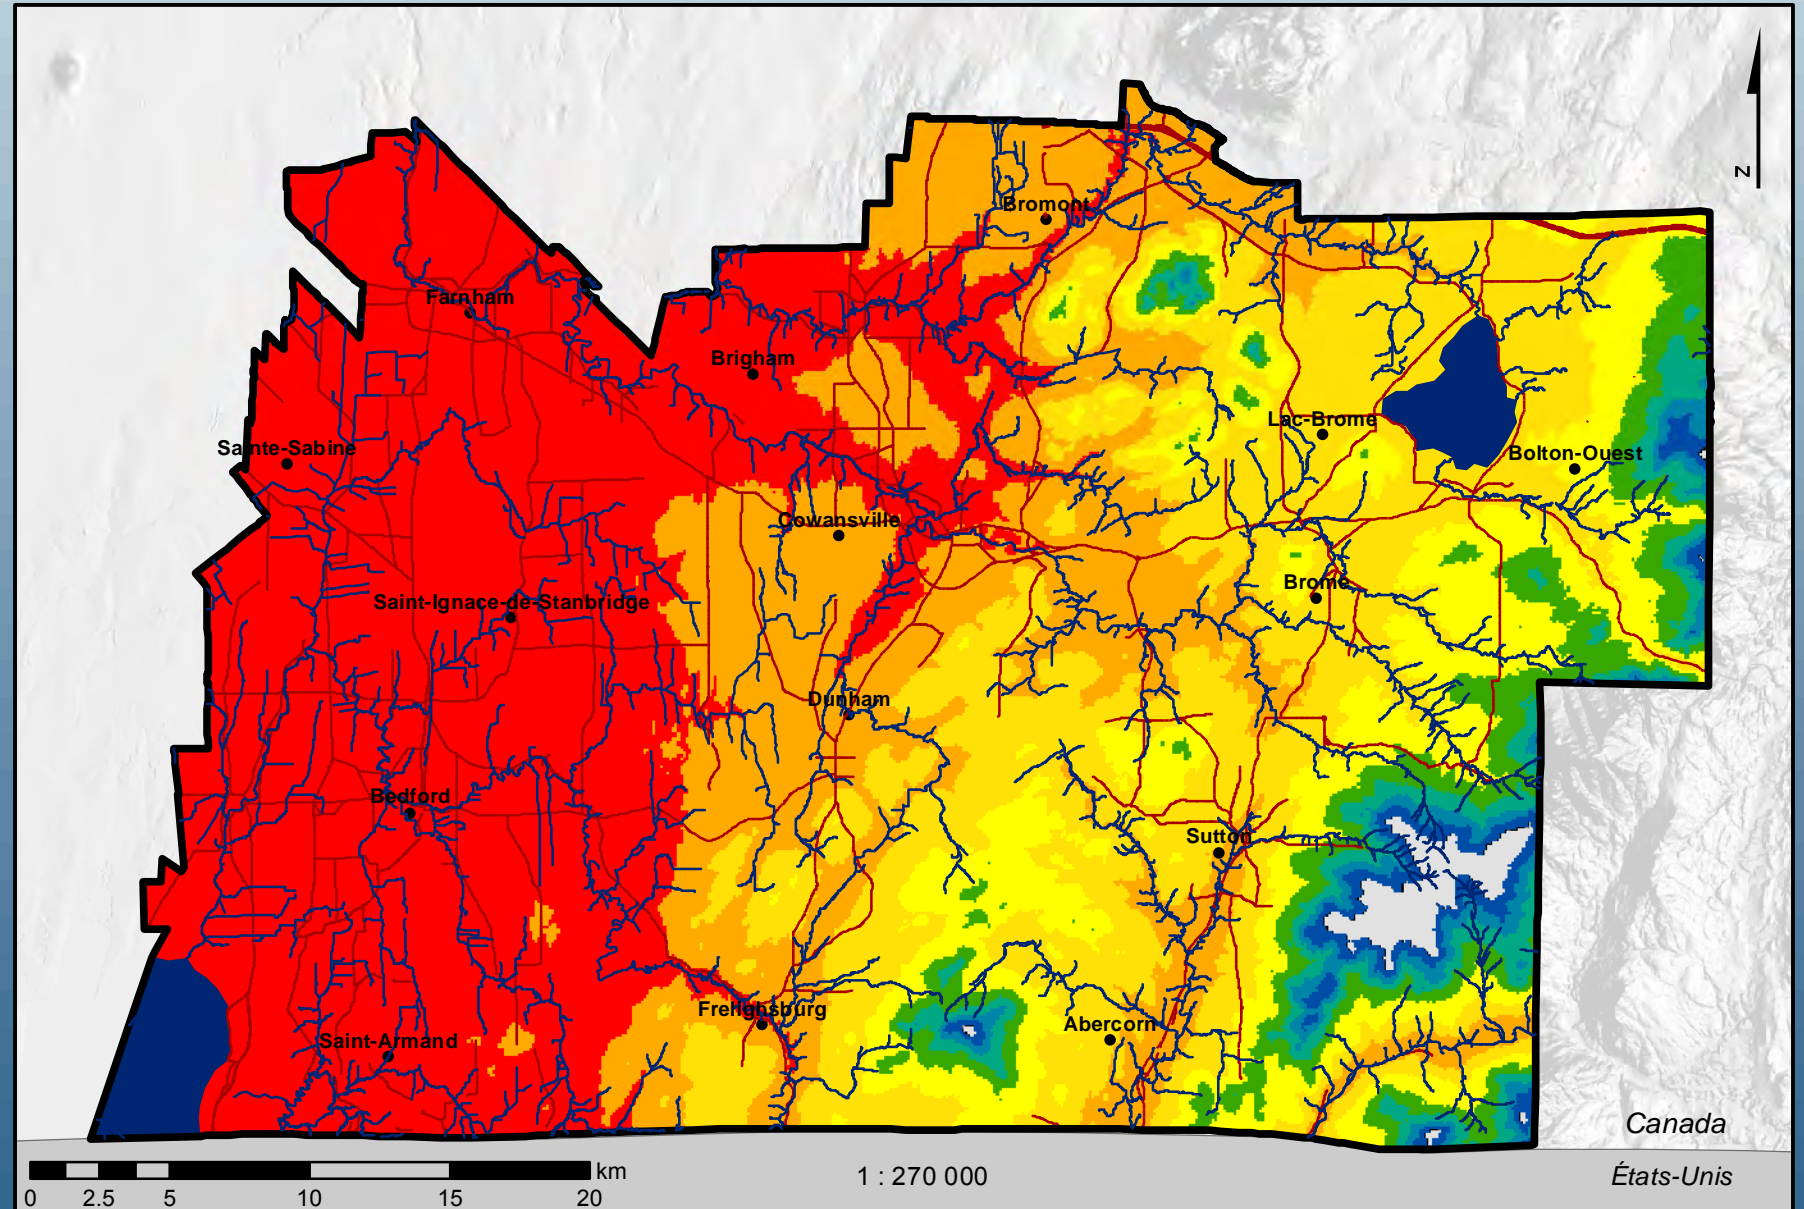 N
Bromont
Farnham
Brigham
Lac-Brome
Sainte-Sabine
Bolton-Ouest
Cowansville
Brome
Saint-Ignace-de-Stanbridge
Dunham
Bedford
Sutton
Frelighsburg
Abercorn
Saint-Armand
Canada
États-Unis
km
1 : 270 000
0 2.5 5 10 15 20